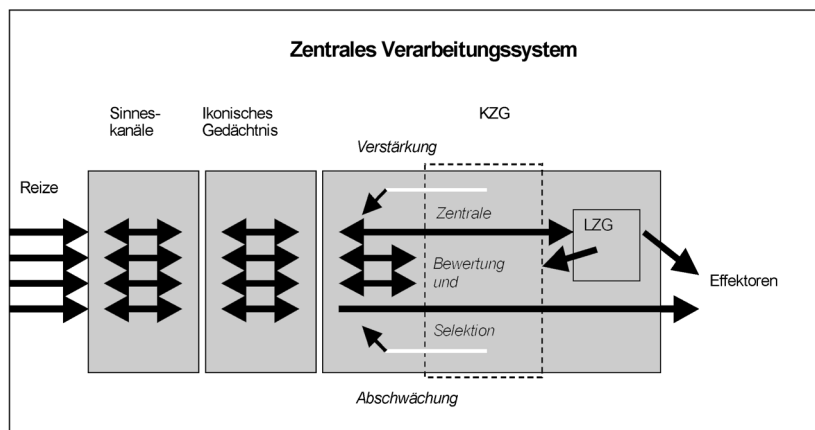 Zentrales Verarbeitungssystem
Sinnes-
kanäle
Ikonisches
Gedächtnis
KZG
Verstärkung
Reize
Zentrale
LZG
Bewertung
und
Effektoren
Selektion
Abschwächung